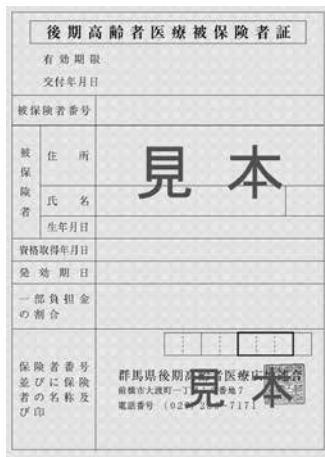 後期高齢者医療被保険者証
有効期限
交付年月日
被保険者番号
被保険者
住所
氏名
生年月日
見本
資格取得年月日
発効期日
一部負担金
の割合
保険者番号
並びに保険
者の名称及
び印
群馬県後期高齢者医療広域連合
前橋市大渡町一丁 番地7
電話番号 (027) 7171
見本